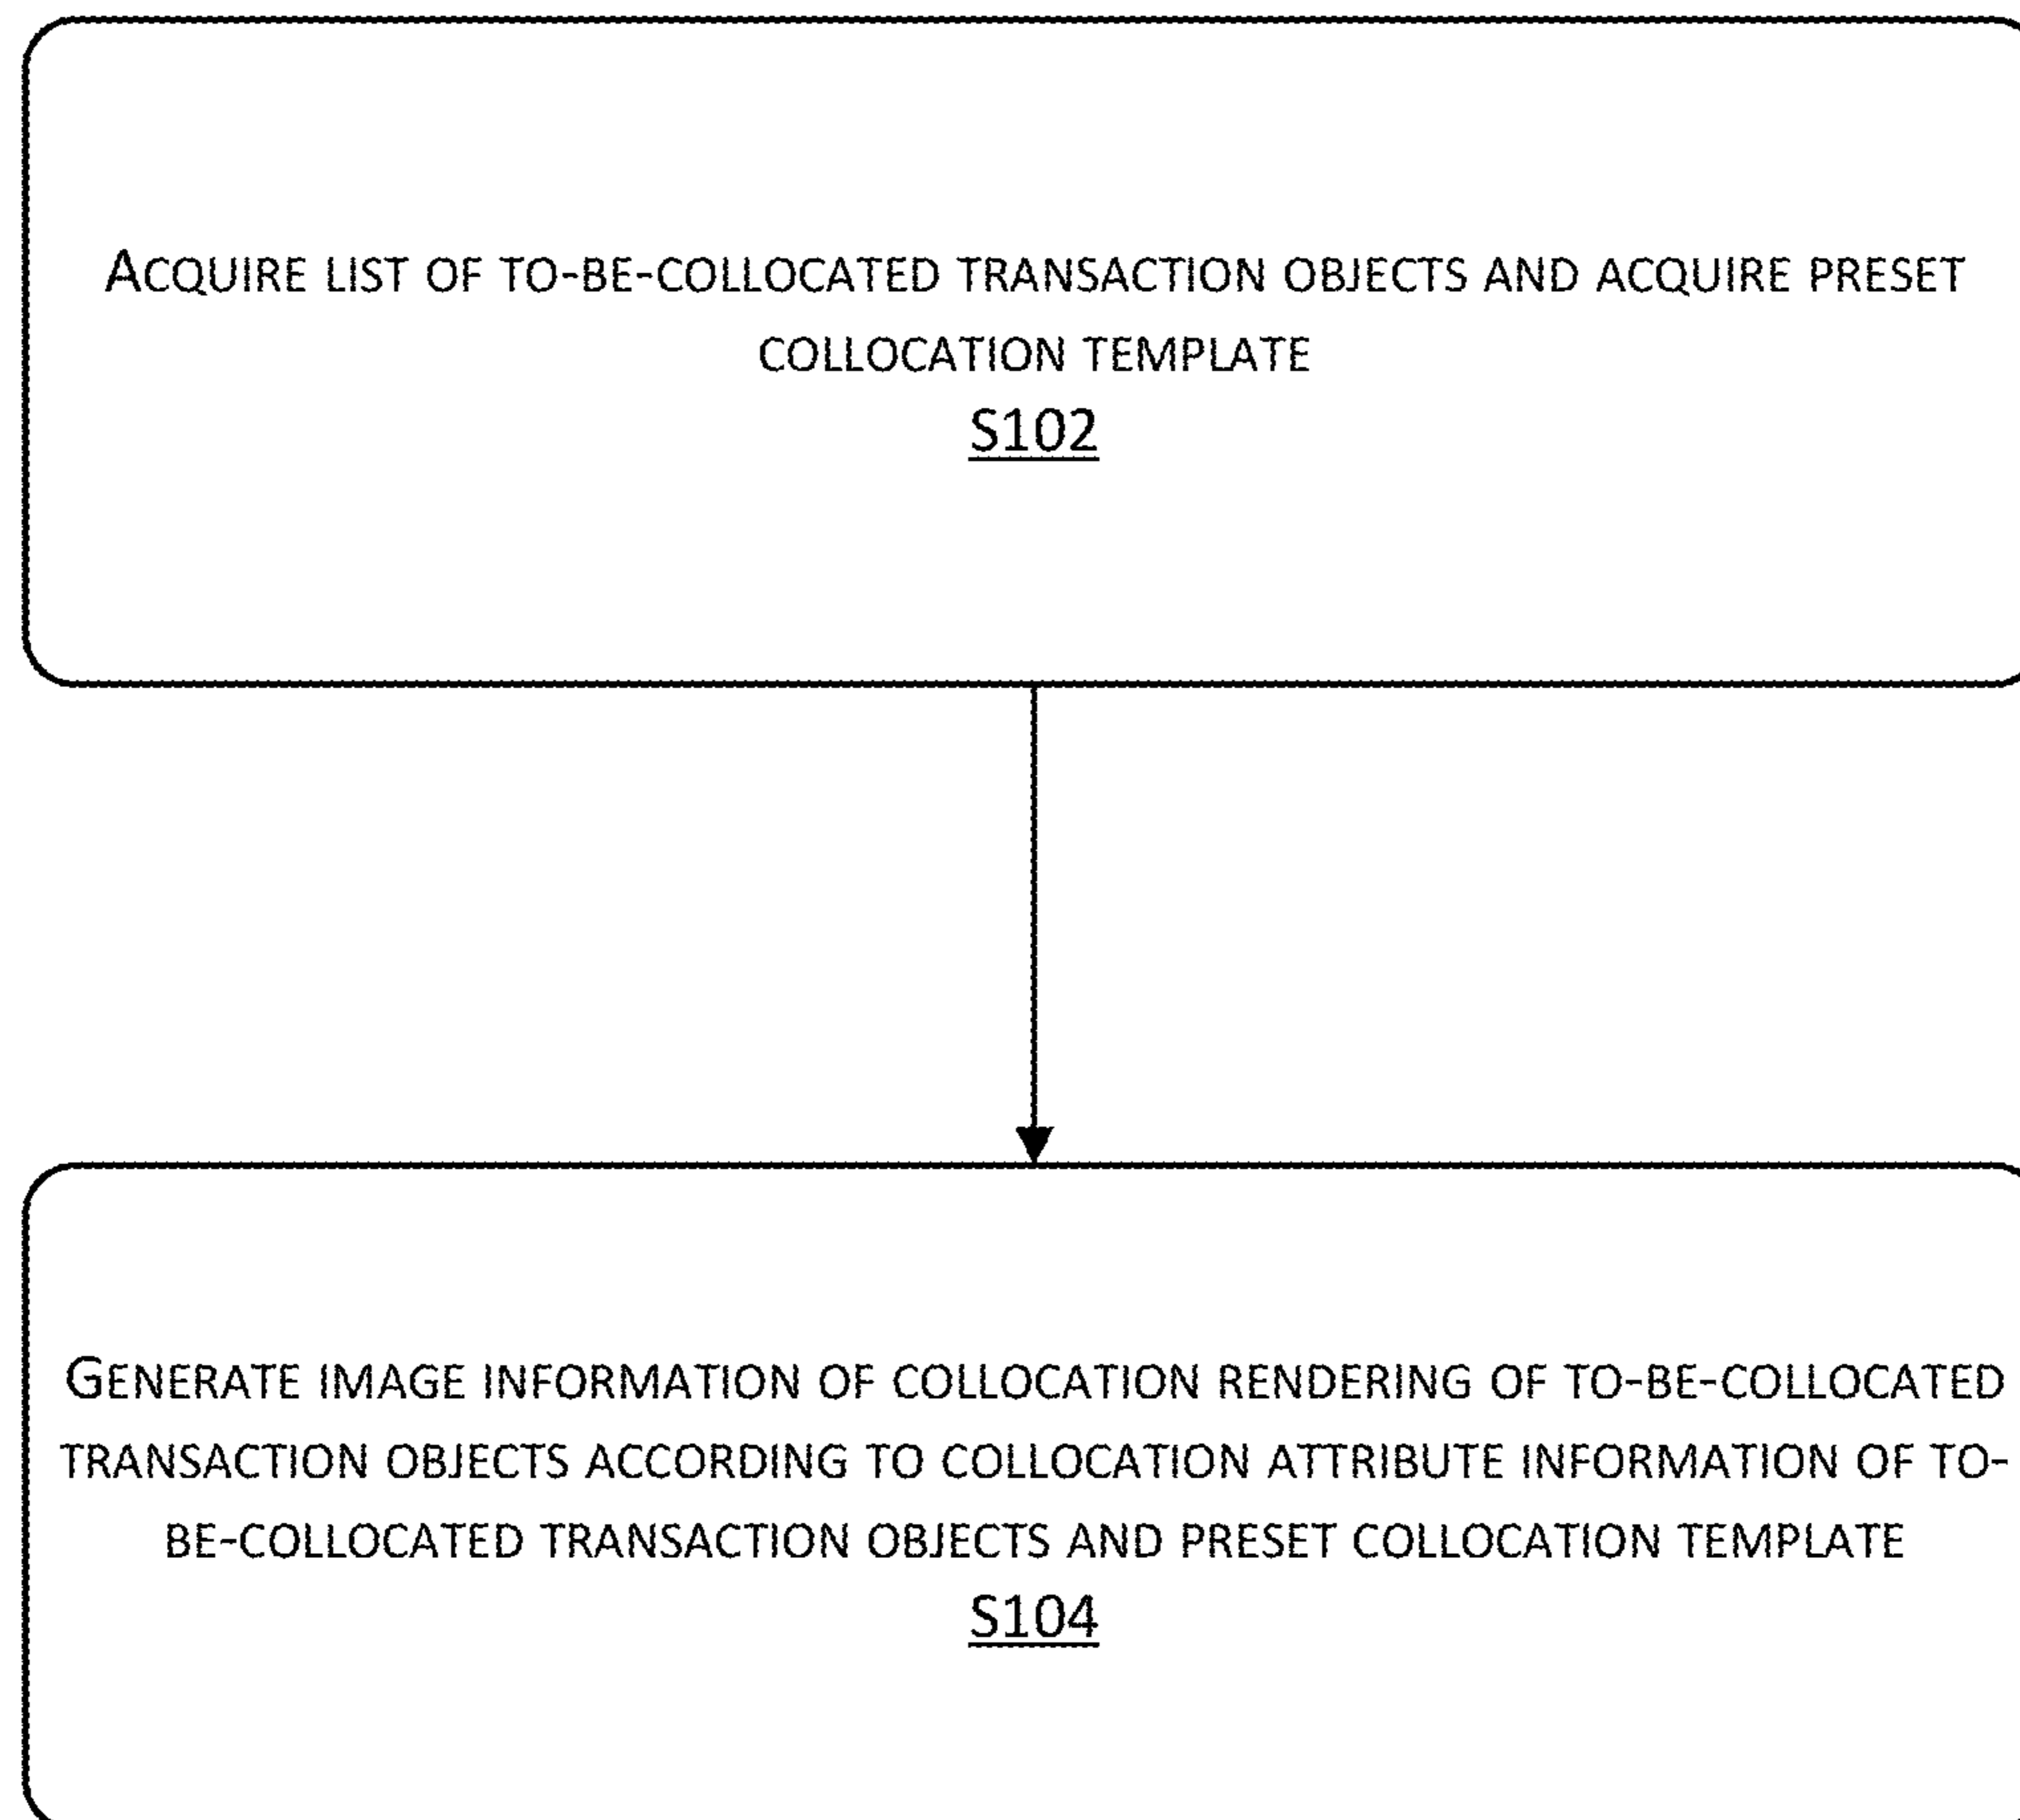 ACQUIRE LIST OF TO-BE-COLLOCATED TRANSACTION OBJECTS AND ACQUIRE PRESET
COLLOCATION TEMPLATE
S102
GENERATE IMAGE INFORMATION OF COLLOCATION RENDERING OF TO-BE-COLLOCATED
TRANSACTION OBJECTS ACCORDING TO COLLOCATION ATTRIBUTE INFORMATION OF TO-
BE-COLLOCATED TRANSACTION OBJECTS AND PRESET COLLOCATION TEMPLATE
S104